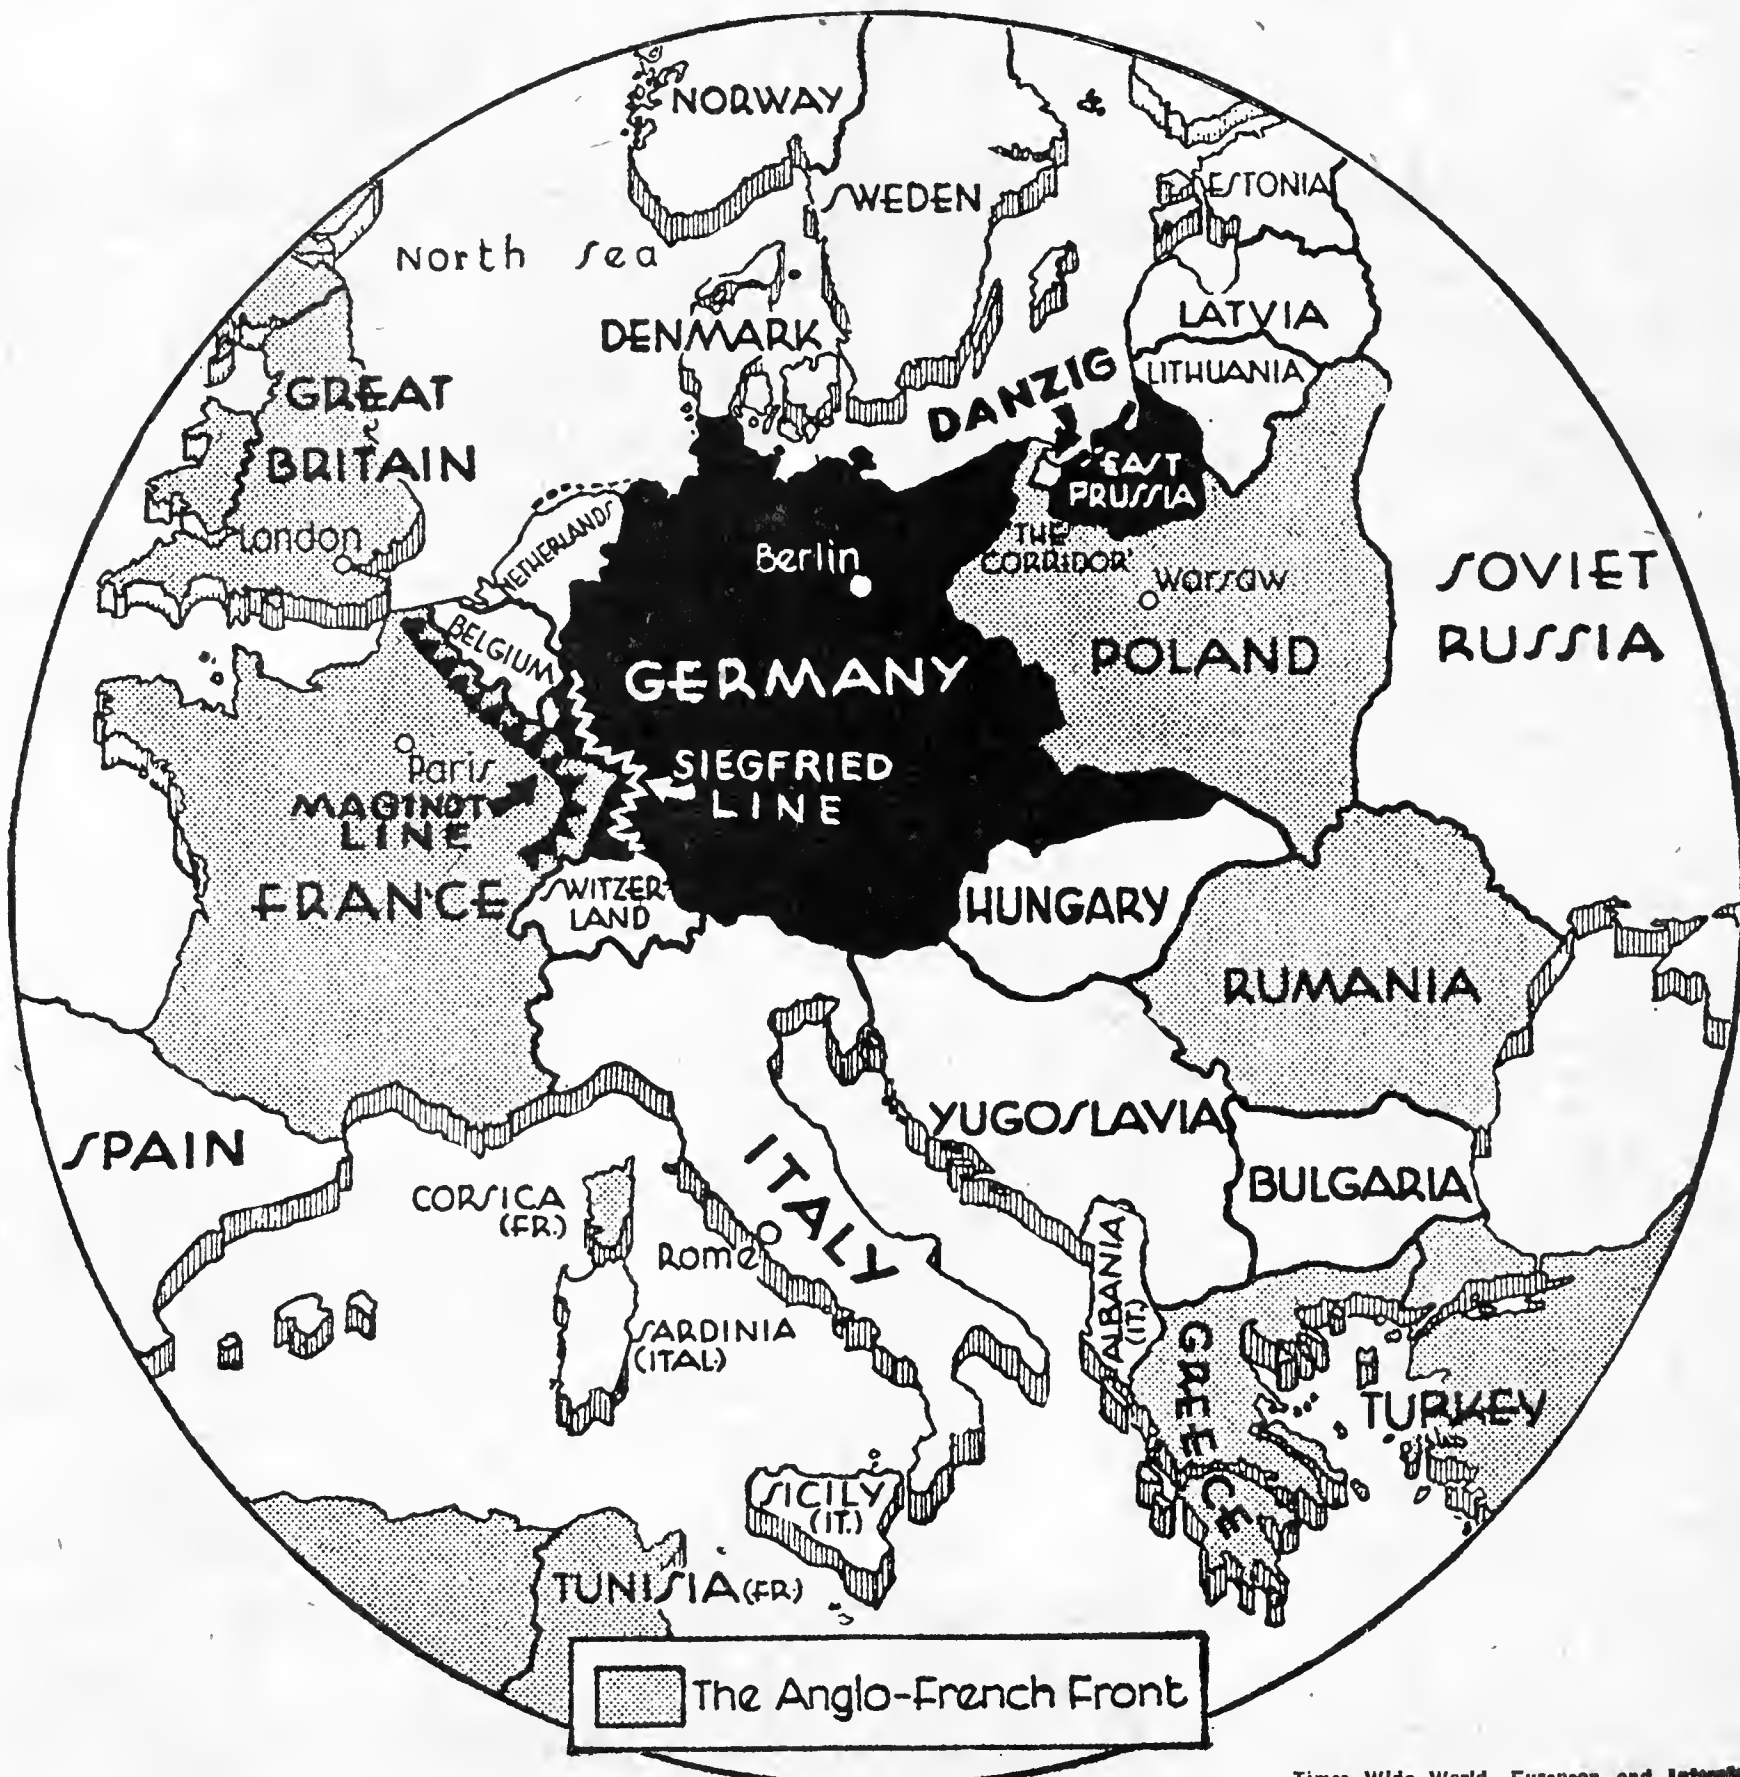 NORWAY
SWEDEN
ESTONIA
North Sea
LATVIA
DENMARK
LITHUANIA
DANZIG
GREAT
BRITAIN
EAST
PRUSSIA
London
NETHERLANDS
Berlin
THE
'CORRIDOR'
Warsaw
SOVIET
RUSSIA
BELGIUM
GERMANY
POLAND
Paris
SIEGFRIED
LINE
MAGINOT
LINE
FRANCE
SWITZER-
LAND
HUNGARY
RUMANIA
SPAIN
YUGOSLAVIA
ITALY
BULGARIA
CORSICA
(FR.)
Rome
ALBANIA
(IT.)
SARDINIA
(ITAL.)
GREECE
TURKEY
SICILY
(IT.)
TUNISIA (FR.)
The Anglo-French Front
Times Wide World, European and